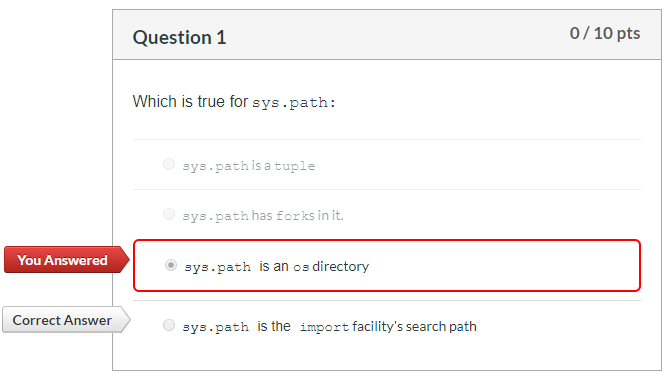 Question 1
0 / 10 pts
Which is true for sys.path:
sys.path is a tuple
sys.path has forks in it.
You Answered
sys.path is an os directory
Correct Answer
sys.path is the import facility's search path